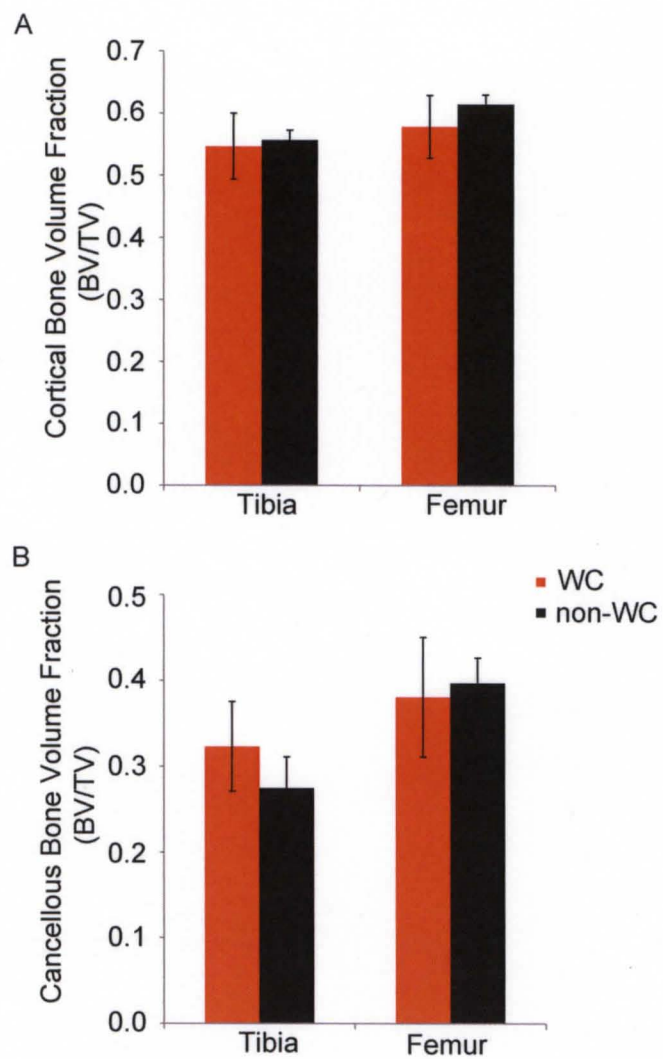 A
Cortical Bone Volume Fraction
(BV/TV)
0.7
0.6
0.5
0.4
0.3
0.2
0.1
0.0
Tibia
Femur
B
Cancellous Bone Volume Fraction
(BV/TV)
0.5
0.4
0.3
0.2
0.1
0.0
Tibia
Femur
WC
non-WC